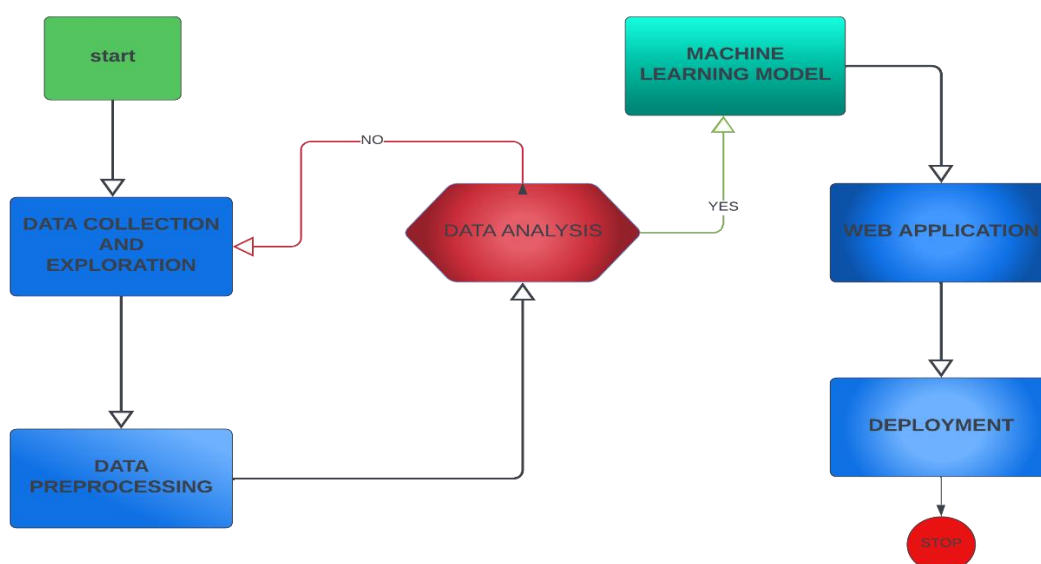 start
DATA COLLECTION
AND
EXPLORATION
DATA
PREPROCESSING
NO
DATA ANALYSIS
YES
MACHINE
LEARNING MODEL
WEB APPLICATION
DEPLOYMENT
STOP